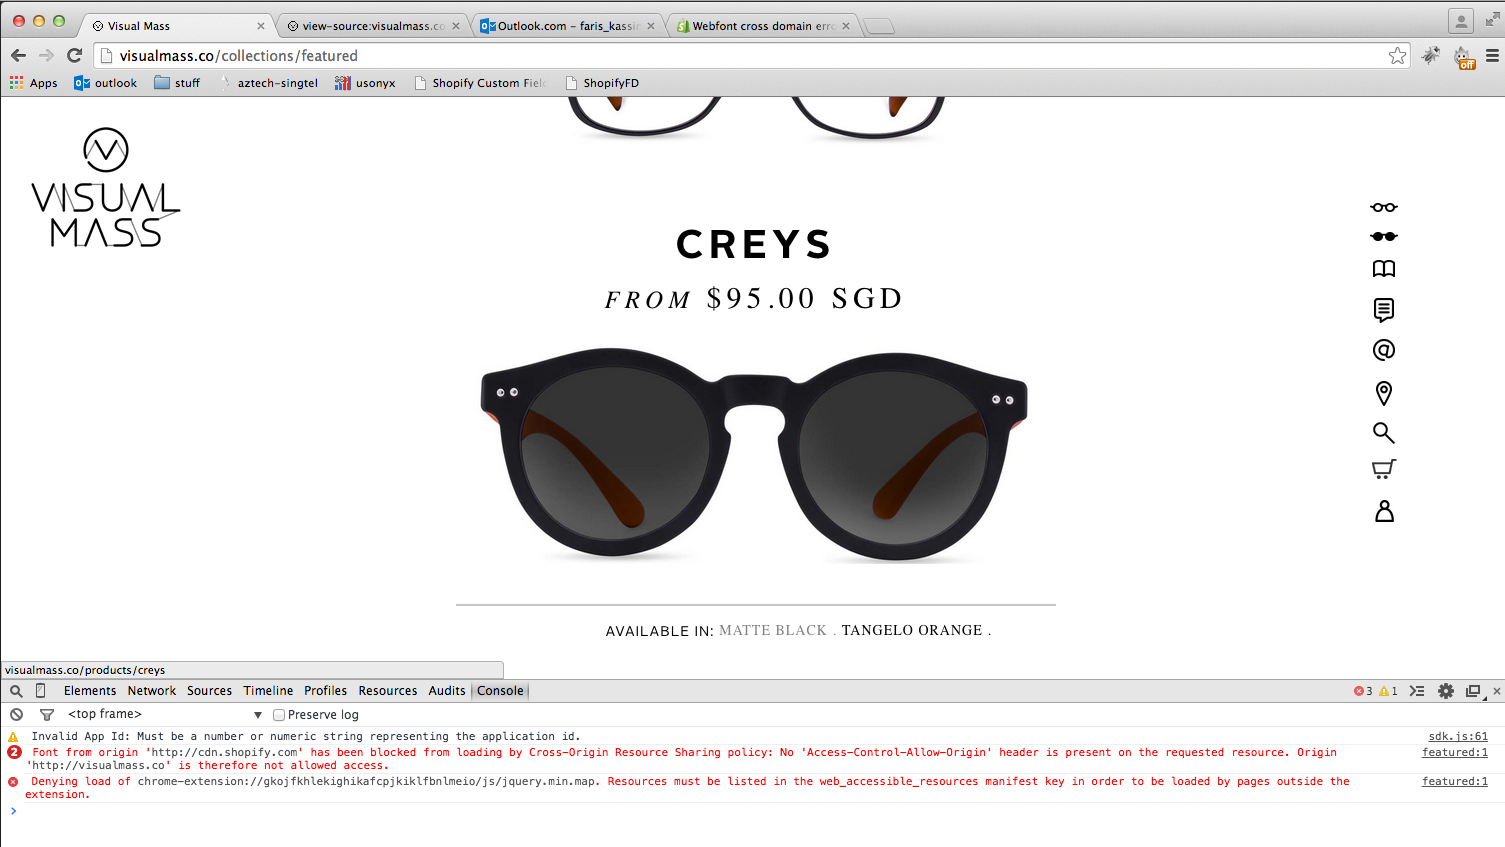 Visual Mass
view-source:visualmass.co
Outlook.com – faris_kassim
Webfont cross domain erro
visualmass.co/collections/featured
Apps
outlook
stuff
aztech-singtel
usonyx
Shopify Custom Field
ShopifyFD
off
VISUAL
MASS
CREYS
FROM $95.00 SGD
AVAILABLE IN: MATTE BLACK . TANGELO ORANGE .
visualmass.co/products/creys
Elements Network Sources Timeline Profiles Resources Audits Console
3 1
<top frame>
Preserve log
Invalid App Id: Must be a number or numeric string representing the application id. sdk.js:61
2 Font from origin 'http://cdn.shopify.com' has been blocked from loading by Cross-Origin Resource Sharing policy: No 'Access-Control-Allow-Origin' header is present on the requested resource. Origin featured:1
'http://visualmass.co' is therefore not allowed access.
Denying load of chrome-extension://gkojfkhlekighikafcpjkiklfbnlmeio/js/jquery.min.map. Resources must be listed in the web_accessible_resources manifest key in order to be loaded by pages outside the featured:1
extension.